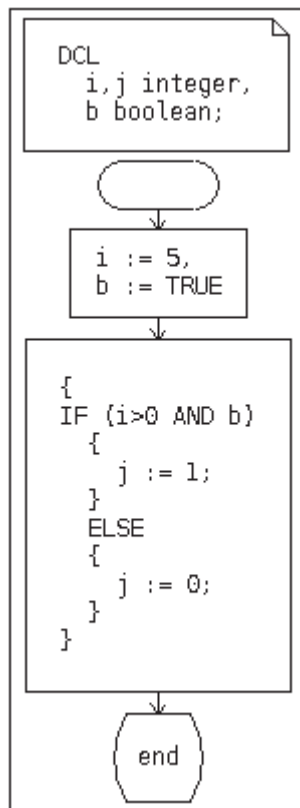 DCL
i,j integer,
b boolean;
i := 5,
b := TRUE
{
IF (i>0 AND b)
{
j := 1;
}
ELSE
{
j := 0;
}
}
end